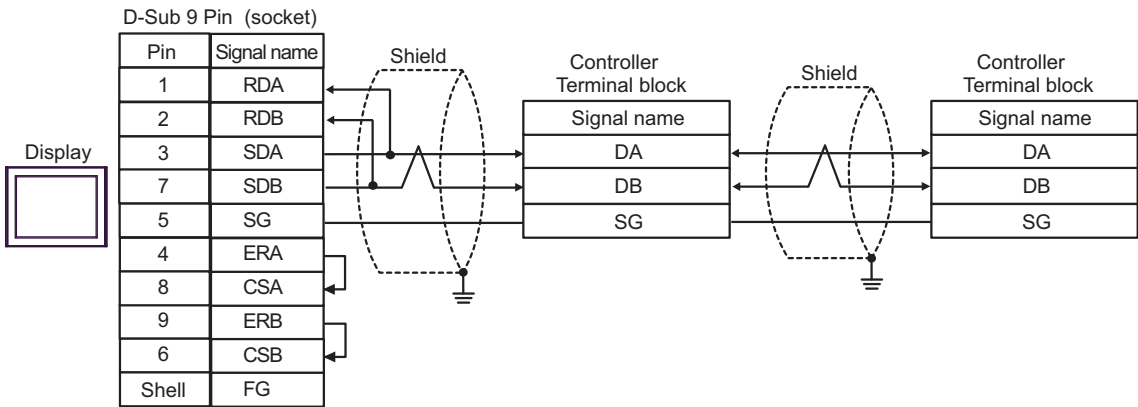 D-Sub 9 Pin (socket)
Pin Signal name
1 RDA
2 RDB
3 SDA
7 SDB
5 SG
4 ERA
8 CSA
9 ERB
6 CSB
Shell FG
Display
Shield
Controller
Terminal block
Signal name
DA
DB
SG
Shield
Controller
Terminal block
Signal name
DA
DB
SG